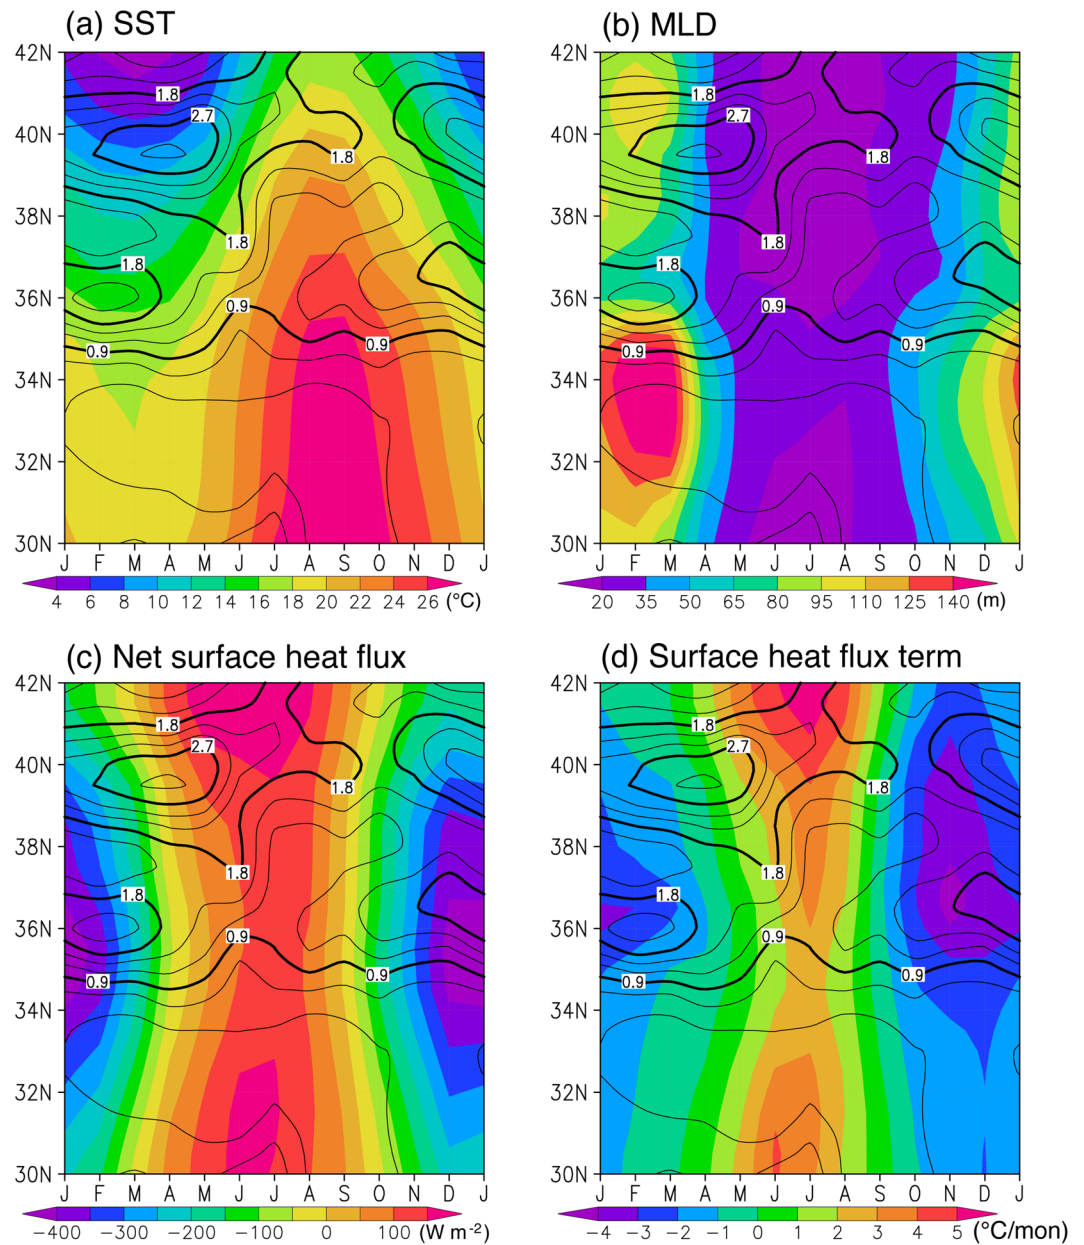 (a) SST
42N
40N
38N
36N
34N
32N
30N
1.8
2.7
1.8
1.8
1.8
0.9
0.9
0.9
J F M A M J J A S O N D J
4 6 8 10 12 14 16 18 20 22 24 26 (°C)
(b) MLD
42N
40N
38N
36N
34N
32N
30N
1.8
2.7
1.8
1.8
1.8
0.9
0.9
0.9
J F M A M J J A S O N D J
20 35 50 65 80 95 110 125 140 (m)
(c) Net surface heat flux
42N
40N
38N
36N
34N
32N
30N
1.8
2.7
1.8
1.8
1.8
0.9
0.9
0.9
J F M A M J J A S O N D J
−400 −300 −200 −100 0 100 (W m-2)
(d) Surface heat flux term
42N
40N
38N
36N
34N
32N
30N
1.8
2.7
1.8
1.8
1.8
0.9
0.9
0.9
J F M A M J J A S O N D J
−4 −3 −2 −1 0 1 2 3 4 5 (°C/mon)